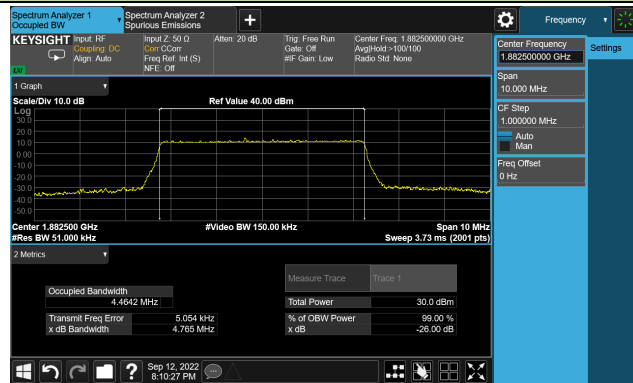 Spectrum Analyzer 1
Occupied BW
Spectrum Analyzer 2
Spurious Emissions
Frequency
KEYSIGHT
Input: RF
Coupling: DC
Align: Auto
Input Z: 50 Ω
Corr CCorr
Freq Ref: Int (S)
NFE: Off
Atten: 20 dB
Trig: Free Run
Gate: Off
#IF Gain: Low
Center Freq: 1.882500000 GHz
Avg|Hold:>100/100
Radio Std: None
LXI
Center Frequency
1.882500000 GHz
Settings
Span
10.000 MHz
CF Step
1.000000 MHz
Auto
Man
Freq Offset
0 Hz
1 Graph
Scale/Div 10.0 dB
Ref Value 40.00 dBm
Log
30.0
20.0
10.0
0.00
-10.0
-20.0
-30.0
-40.0
-50.0
Center 1.882500 GHz
#Video BW 150.00 kHz
Span 10 MHz
#Res BW 51.000 kHz
Sweep 3.73 ms (2001 pts)
2 Metrics
Measure Trace
Trace 1
Occupied Bandwidth
4.4642 MHz
Total Power
30.0 dBm
Transmit Freq Error
5.054 kHz
% of OBW Power
99.00 %
x dB Bandwidth
4.765 MHz
x dB
-26.00 dB
Sep 12, 2022
8:10:27 PM